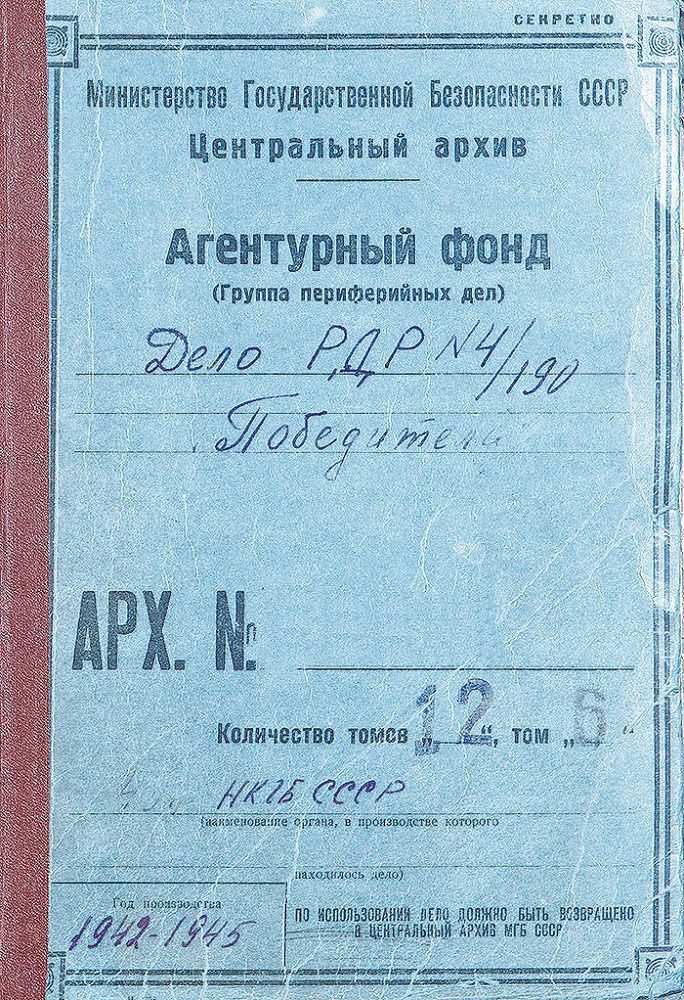 СЕКРЕТНО
Министерство Государственной Безопасности СССР
Центральный архив
Агентурный фонд
(Группа периферийных дел)
Дело Р,Д,Р №4/190
„Победители"
АРХ. №
Количество томов „12", том „6"
НКГБ СССР
(наименование органа, в производстве которого
находилось дело)
Год производства
1942-1945
ПО ИСПОЛЬЗОВАНИИ ДЕЛО ДОЛЖНО БЫТЬ ВОЗВРАЩЕНО
В ЦЕНТРАЛЬНЫЙ АРХИВ МГБ СССР